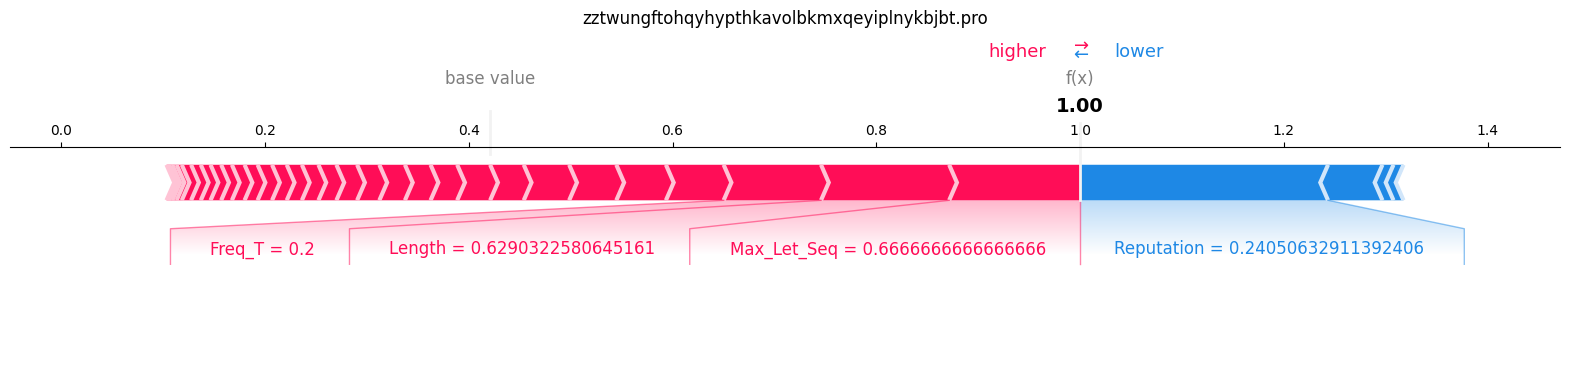 zztwungftohqyhypthkavolbkmxqeyiplnykbjbt.pro
higher ⇄ lower
base value f(x)
1.00
0.0 0.2 0.4 0.6 0.8 1.0 1.2 1.4
Freq_T = 0.2 Length = 0.6290322580645161 Max_Let_Seq = 0.6666666666666666 Reputation = 0.24050632911392406